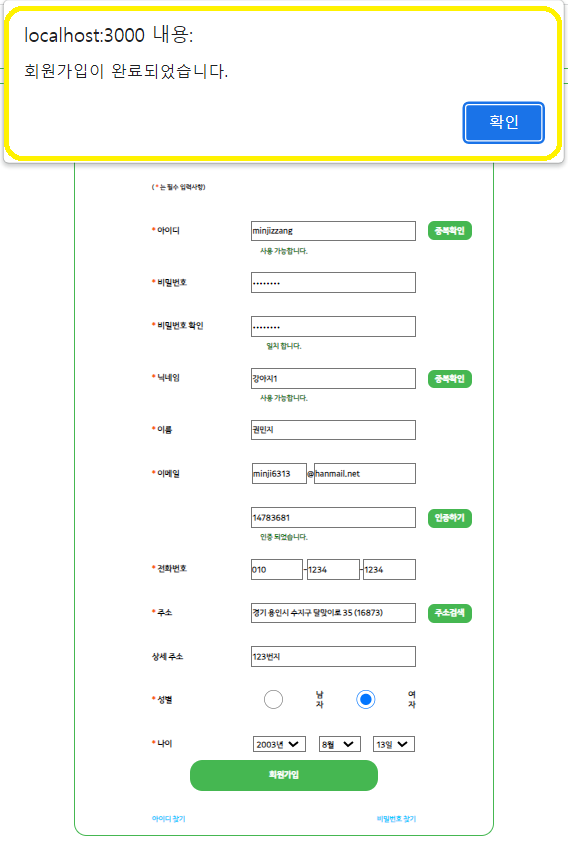 localhost:3000 내용:
회원가입이 완료되었습니다.
확인
( * 는 필수 입력사항)
* 아이디 minjizzang 중복확인
사용 가능합니다.
* 비밀번호 ••••••••
* 비밀번호 확인 ••••••••
일치 합니다.
* 닉네임 강아지1 중복확인
사용 가능합니다.
* 이름 권민지
* 이메일 minji6313 @ hanmail.net
14783681 인증하기
인증 되었습니다.
* 전화번호 010 - 1234 - 1234
* 주소 경기 용인시 수지구 달맞이로 35 (16873) 주소검색
상세 주소 123번지
* 성별 남자 여자
* 나이 2003년 8월 13일
회원가입
아이디 찾기 비밀번호 찾기